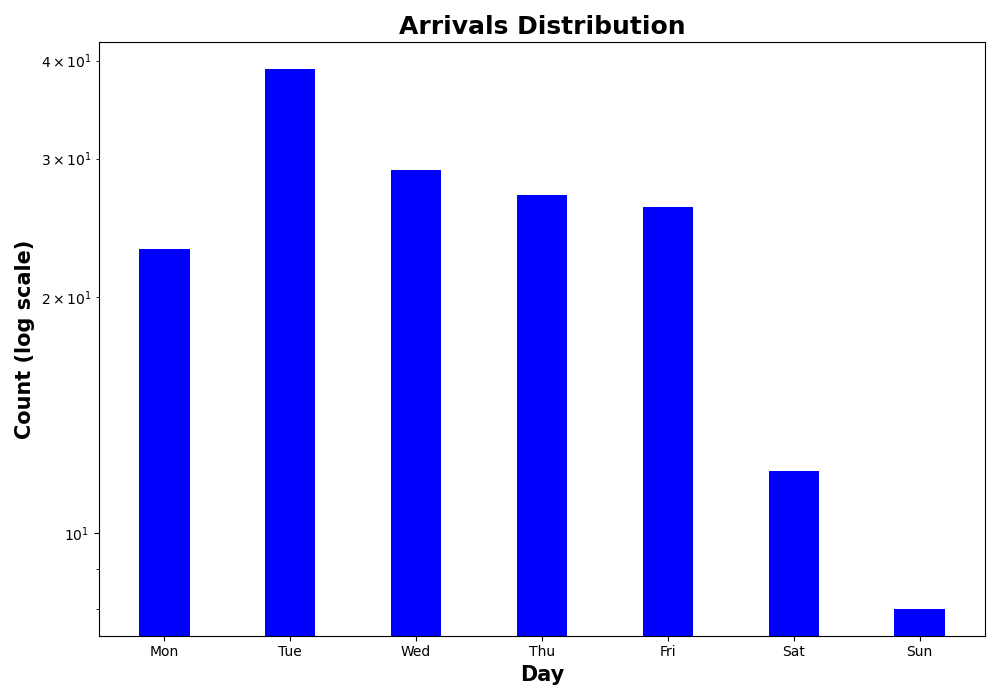 Arrivals Distribution
Count (log scale)
4 × 10¹
3 × 10¹
2 × 10¹
10¹
Mon Tue Wed Thu Fri Sat Sun
Day